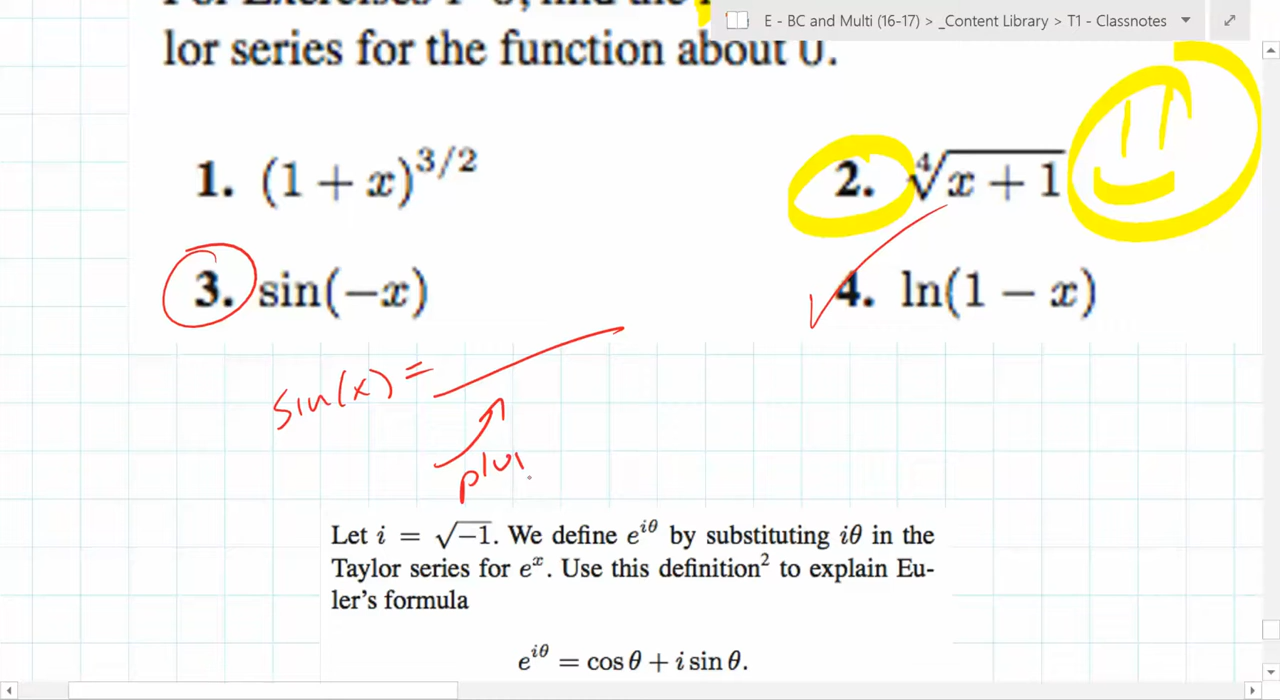 E - BC and Multi (16-17) > _Content Library > T1 - Classnotes
lor series for the function about 0.
1. (1 + x)^{3/2}
2. \sqrt[4]{x + 1}
3. sin(−x)
4. ln(1 − x)
sin(x) =
Let i = √−1. We define e^{iθ} by substituting iθ in the
Taylor series for e^x. Use this definition² to explain Eu-
ler's formula
e^{iθ} = cos θ + i sin θ.